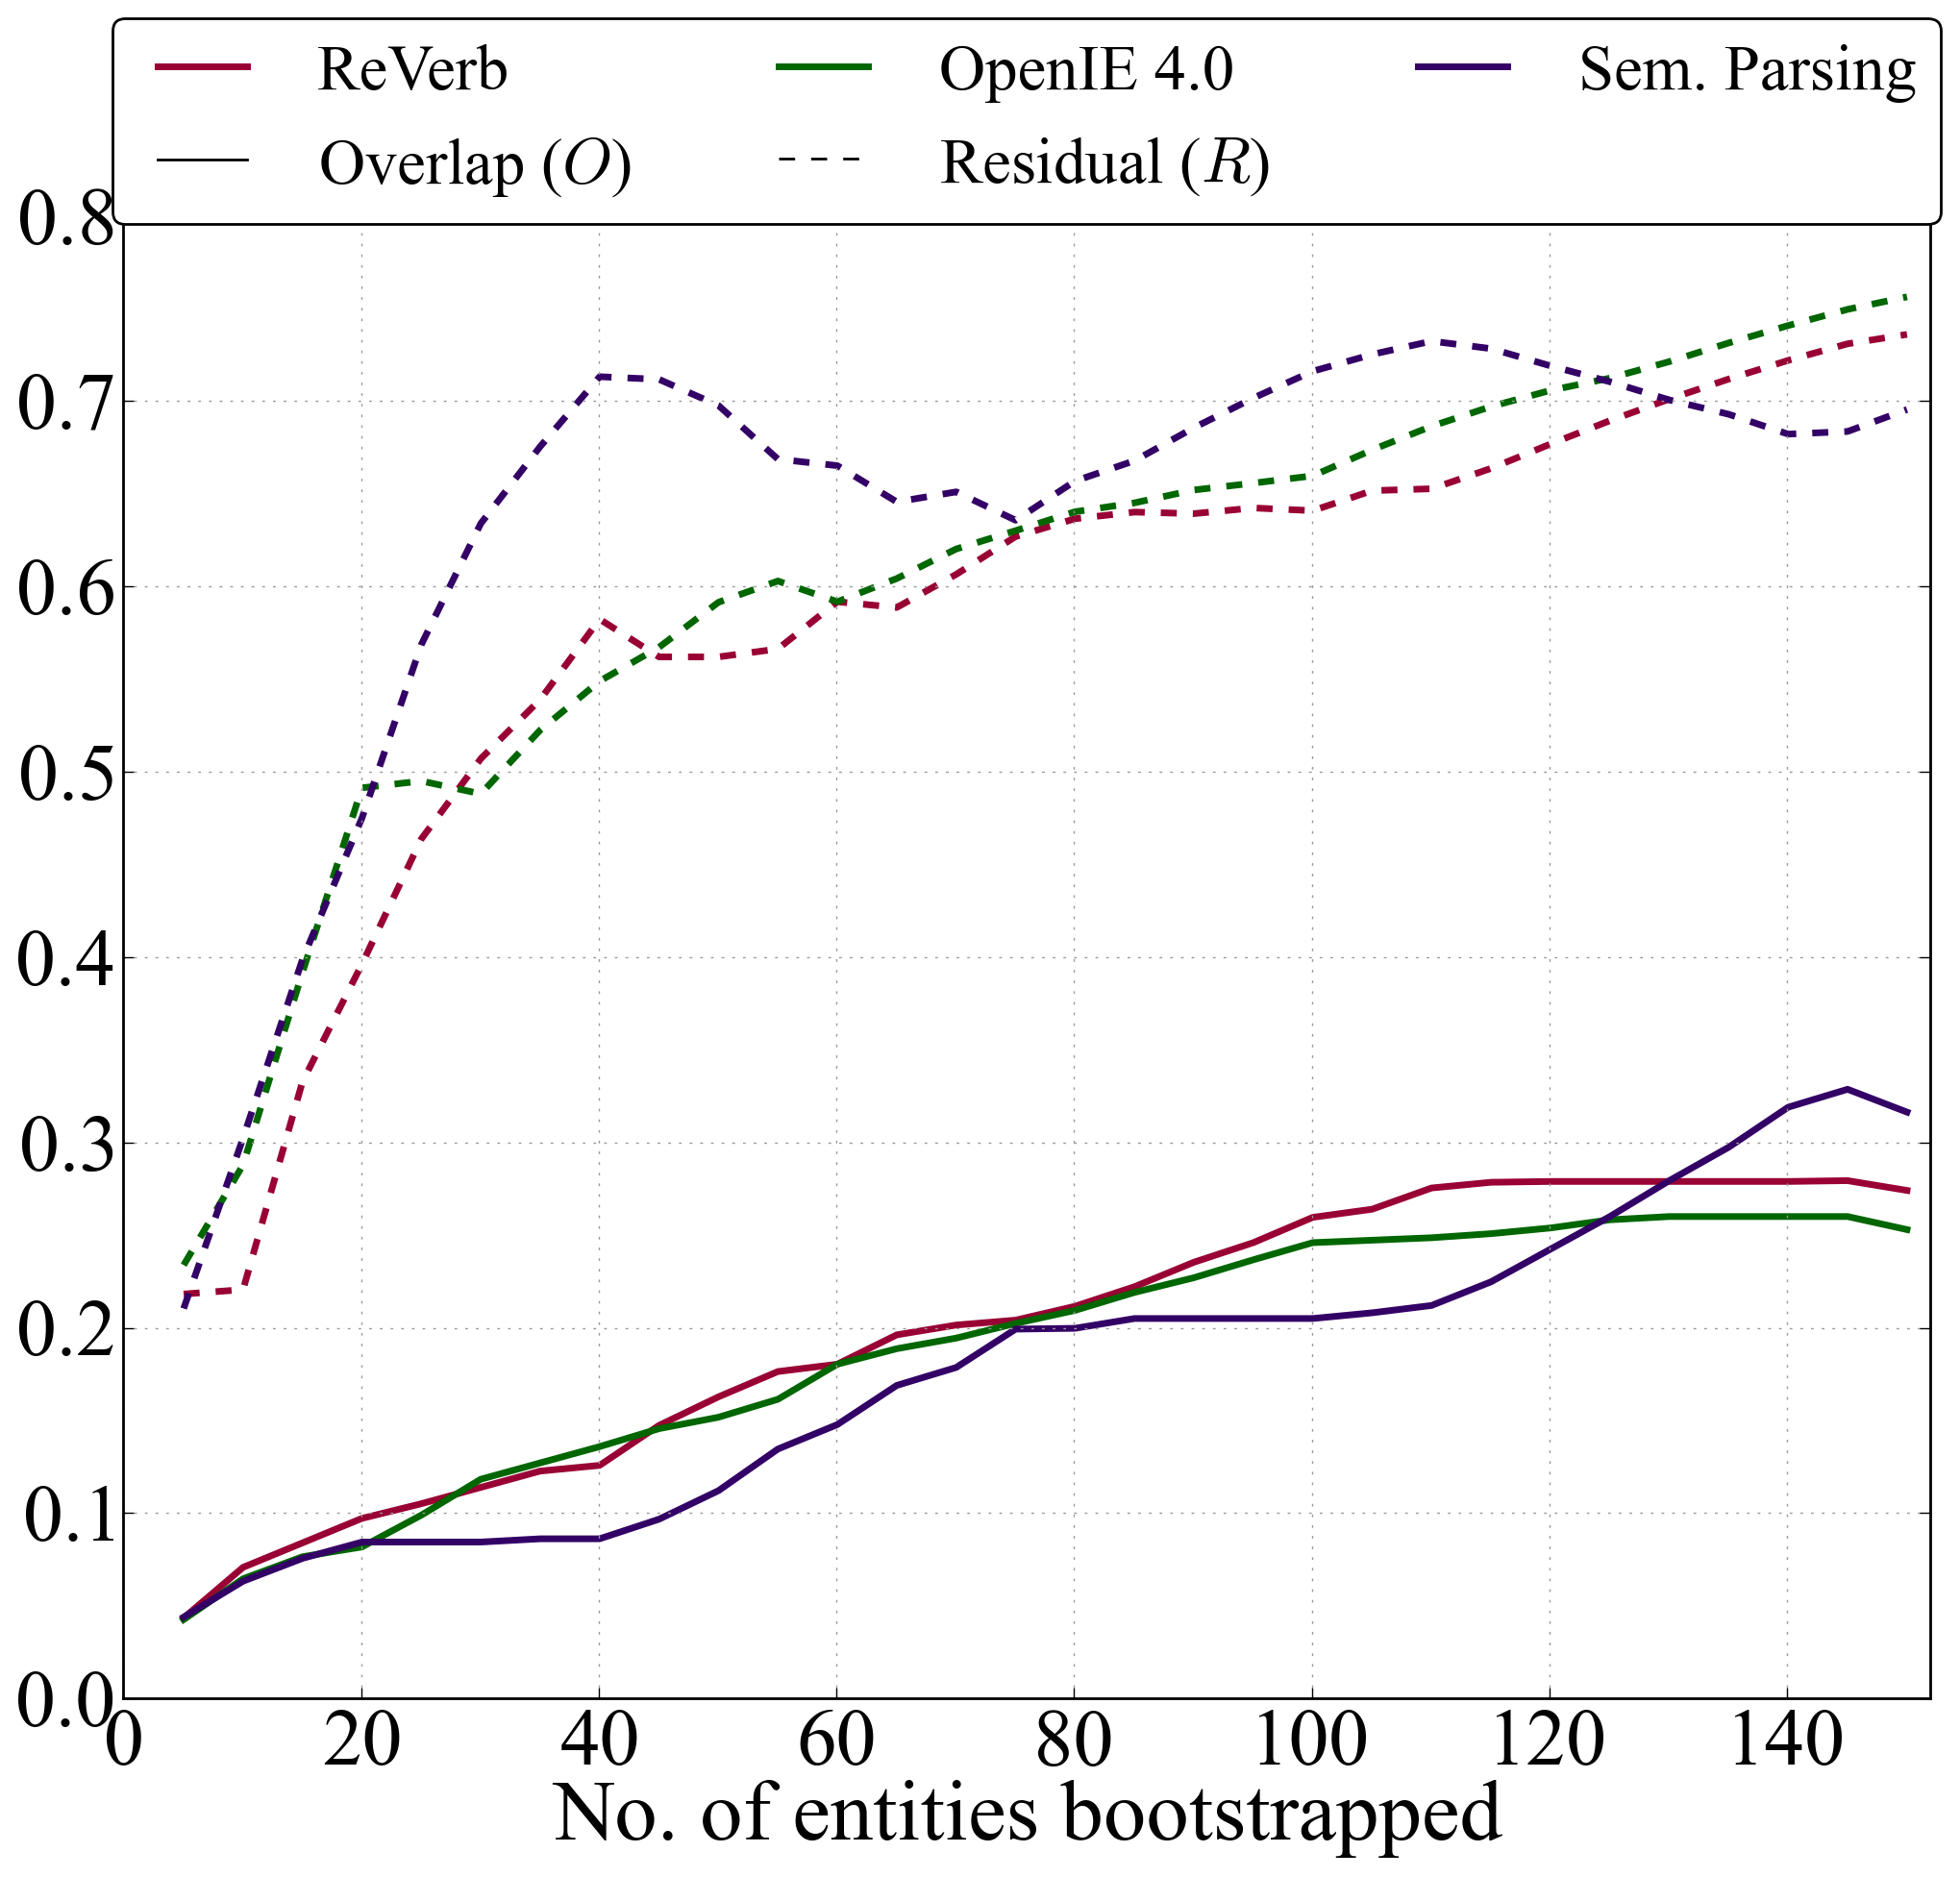 ReVerb OpenIE 4.0 Sem. Parsing
Overlap (O) Residual (R)
0.8
0.7
0.6
0.5
0.4
0.3
0.2
0.1
0.0
0 20 40 60 80 100 120 140
No. of entities bootstrapped